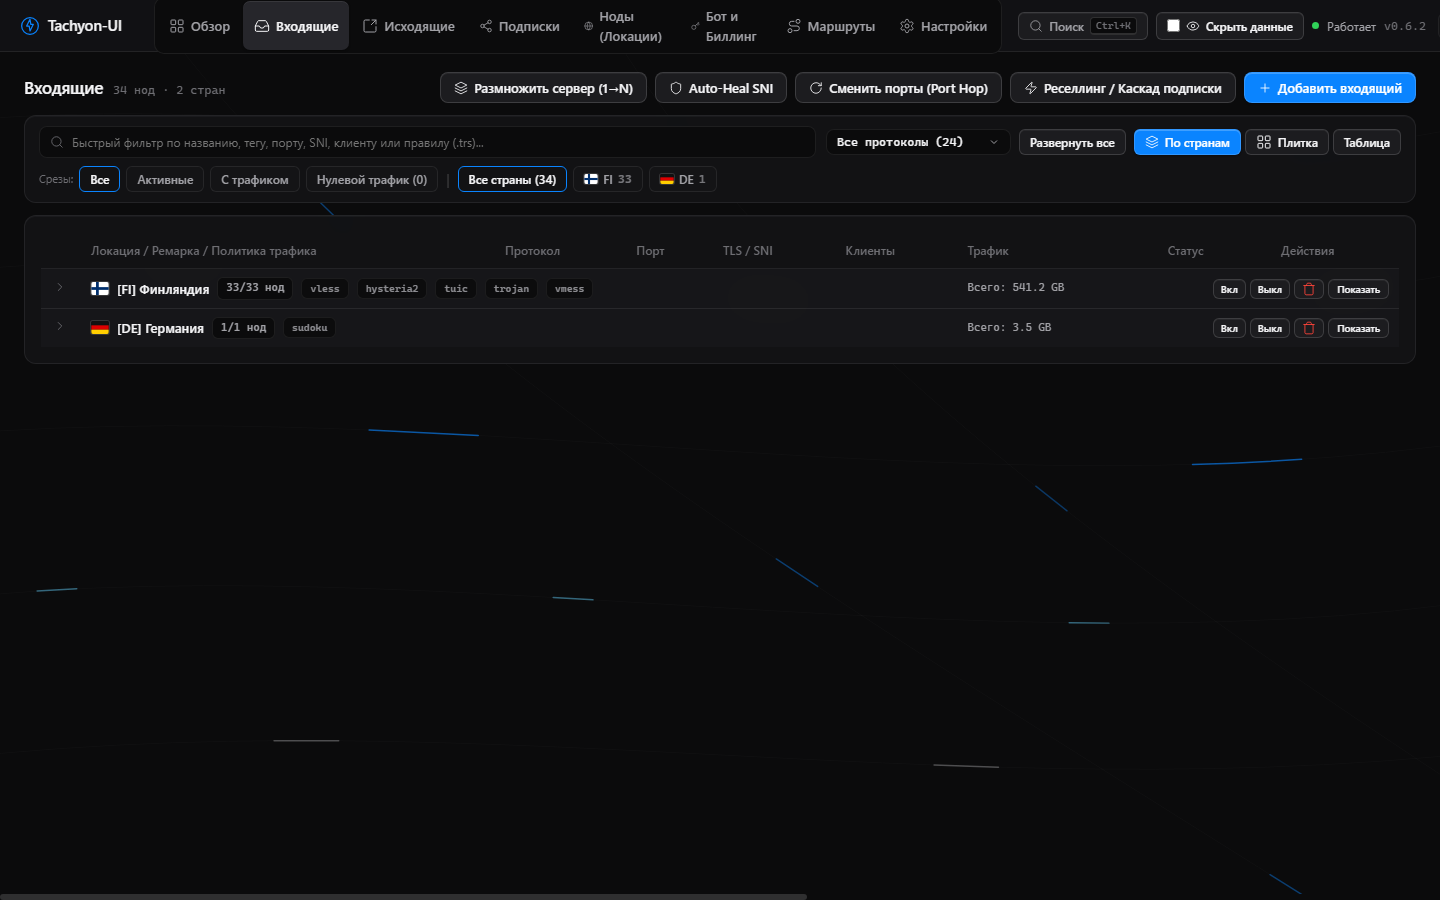 Tachyon-UI
Обзор
Входящие
Исходящие
Подписки
Ноды (Локации)
Бот и Биллинг
Маршруты
Настройки
Поиск Ctrl+K
Скрыть данные
Работает v0.6.2
Входящие 34 нод · 2 стран
Размножить сервер (1→N)
Auto-Heal SNI
Сменить порты (Port Hop)
Реселлинг / Каскад подписки
+ Добавить входящий
Быстрый фильтр по названию, тегу, порту, SNI, клиенту или правилу (.trs)...
Все протоколы (24)
Развернуть все
По странам
Плитка
Таблица
Срезы: Все Активные С трафиком Нулевой трафик (0) | Все страны (34) FI 33 DE 1
Локация / Ремарка / Политика трафика Протокол Порт TLS / SNI Клиенты Трафик Статус Действия
[FI] Финляндия 33/33 нод vless hysteria2 tuic trojan vmess Всего: 541.2 GB Вкл Выкл Показать
[DE] Германия 1/1 нод sudoku Всего: 3.5 GB Вкл Выкл Показать